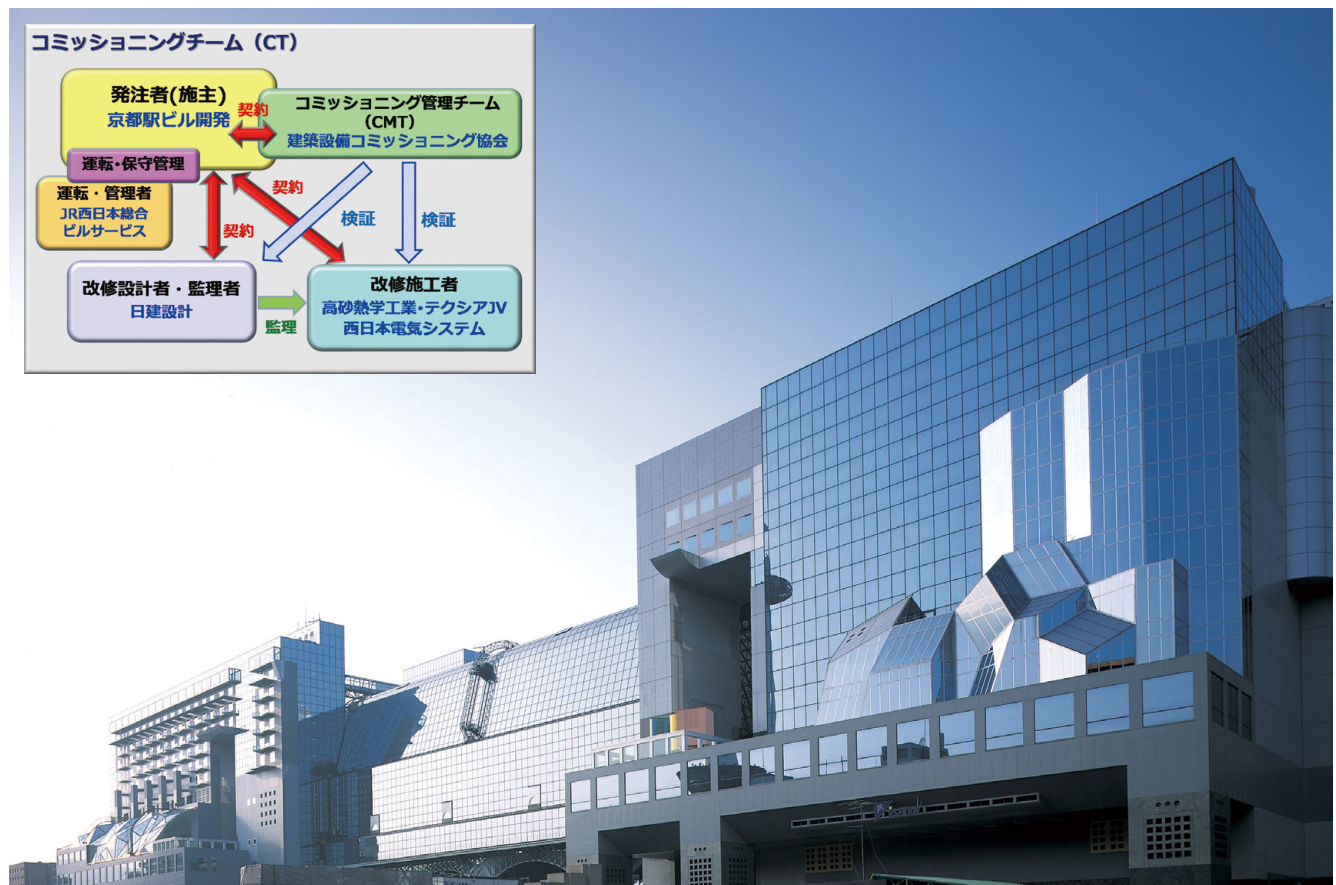 コミッショニングチーム（CT）
発注者(施主)
京都駅ビル開発
契約
コミッショニング管理チーム
(CMT)
建築設備コミッショニング協会
運転・保守管理
運転・管理者
JR西日本総合
ビルサービス
契約
契約
検証
検証
改修設計者・監理者
日建設計
監理
改修施工者
高砂熱学工業・テクシアJV
西日本電気システム